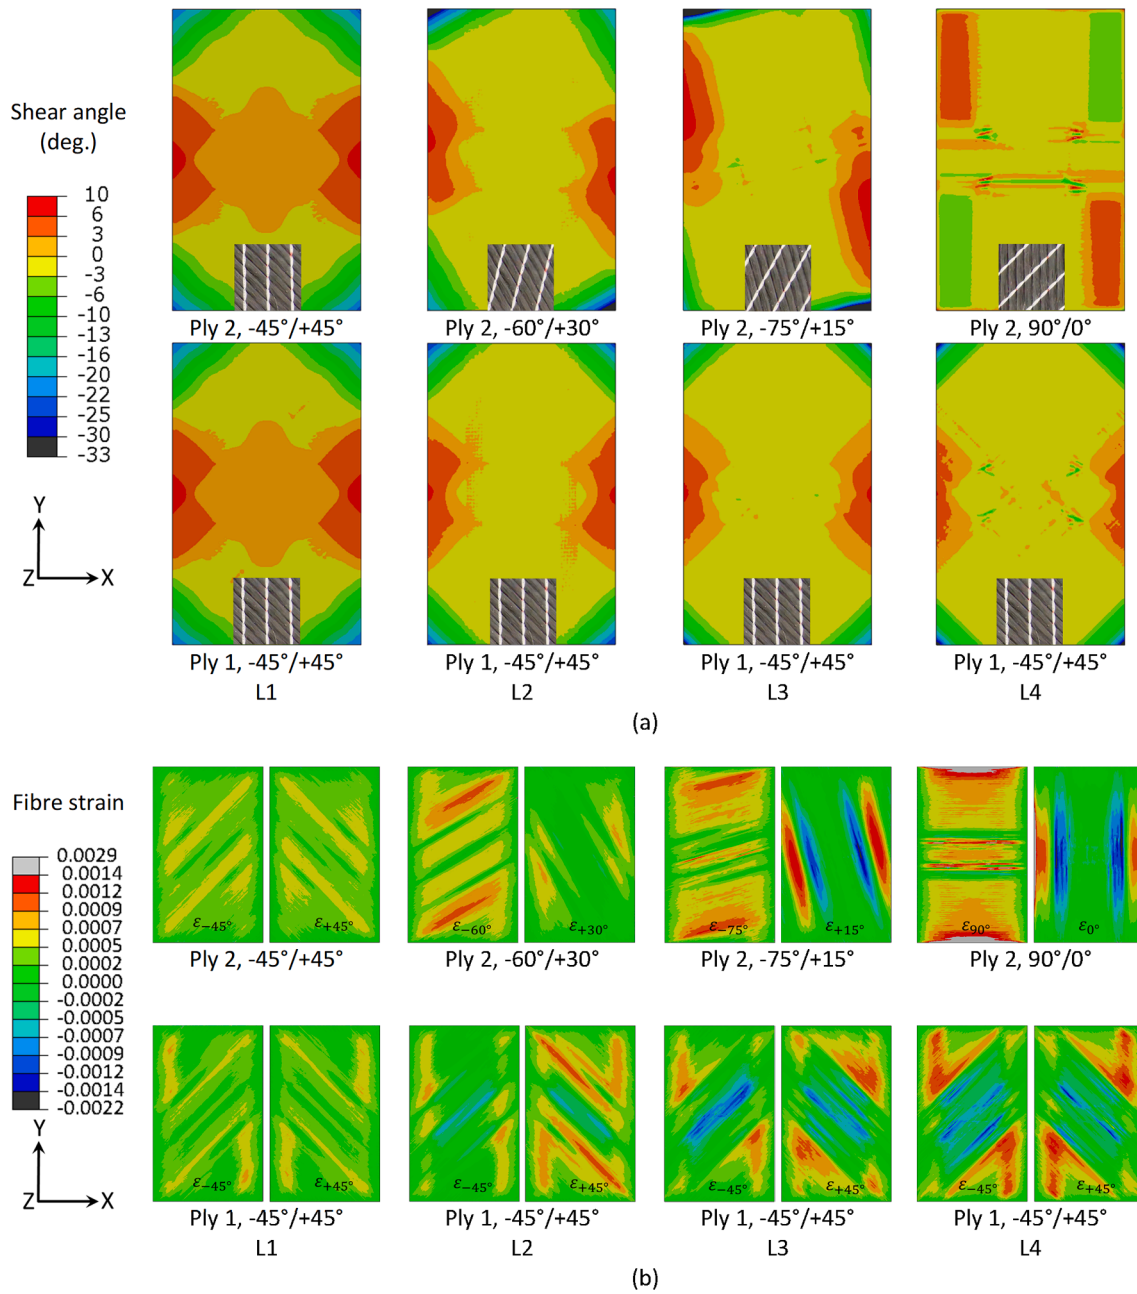 Shear angle
(deg.)
10
6
3
0
-3
-6
-10
-13
-16
-20
-22
-25
-30
-33
Y
Z
X
Ply 2, -45°/+45°
Ply 2, -60°/+30°
Ply 2, -75°/+15°
Ply 2, 90°/0°
Ply 1, -45°/+45°
Ply 1, -45°/+45°
Ply 1, -45°/+45°
Ply 1, -45°/+45°
L1
L2
L3
L4
(a)
Fibre strain
0.0029
0.0014
0.0012
0.0009
0.0007
0.0005
0.0002
0.0000
-0.0002
-0.0005
-0.0007
-0.0009
-0.0012
-0.0014
-0.0022
Y
Z
X
ε−45°
ε+45°
ε−60°
ε+30°
ε−75°
ε+15°
ε90°
ε0°
Ply 2, -45°/+45°
Ply 2, -60°/+30°
Ply 2, -75°/+15°
Ply 2, 90°/0°
ε−45°
ε+45°
ε−45°
ε+45°
ε−45°
ε+45°
ε−45°
ε+45°
Ply 1, -45°/+45°
Ply 1, -45°/+45°
Ply 1, -45°/+45°
Ply 1, -45°/+45°
L1
L2
L3
L4
(b)